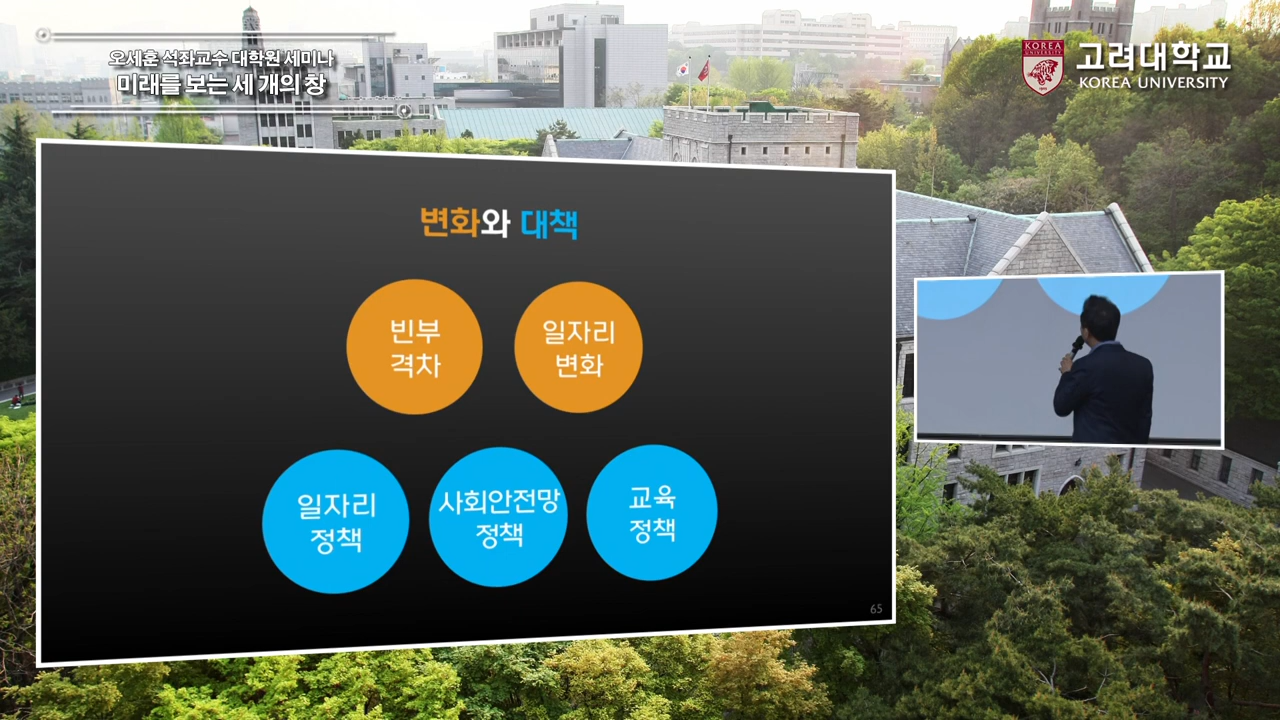 오세훈 석좌교수 대학원 세미나
미래를 보는 세 개의 창
KOREA
UNIVERSITY
고려대학교
KOREA UNIVERSITY
변화와 대책
빈부
격차
일자리
변화
일자리
정책
사회안전망
정책
교육
정책
65